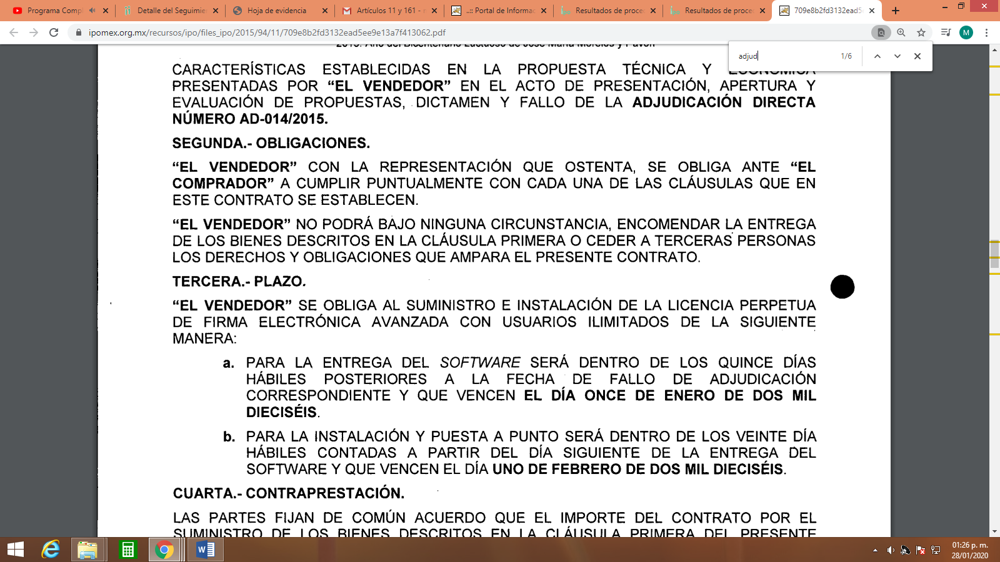 Programa Compl
Detalle del Seguimie
Hoja de evidencia
Artículos 11 y 161 - r
..:: Portal de Informac
Resultados de proce
Resultados de proce
709e8b2fd3132ead5
ipomex.org.mx/recursos/ipo/files_ipo/2015/94/11/709e8b2fd3132ead5ee9e13a7f413062.pdf
M
adjud
1/6
2015. Año del Bicentenario Luctuoso de José María Morelos y Pavón
CARACTERÍSTICAS ESTABLECIDAS EN LA PROPUESTA TÉCNICA Y ECONÓMICA
PRESENTADAS POR “EL VENDEDOR” EN EL ACTO DE PRESENTACIÓN, APERTURA Y
EVALUACIÓN DE PROPUESTAS, DICTAMEN Y FALLO DE LA ADJUDICACIÓN DIRECTA
NÚMERO AD-014/2015.
SEGUNDA.- OBLIGACIONES.
“EL VENDEDOR” CON LA REPRESENTACIÓN QUE OSTENTA, SE OBLIGA ANTE “EL
COMPRADOR” A CUMPLIR PUNTUALMENTE CON CADA UNA DE LAS CLÁUSULAS QUE EN
ESTE CONTRATO SE ESTABLECEN.
“EL VENDEDOR” NO PODRÁ BAJO NINGUNA CIRCUNSTANCIA, ENCOMENDAR LA ENTREGA
DE LOS BIENES DESCRITOS EN LA CLÁUSULA PRIMERA O CEDER A TERCERAS PERSONAS
LOS DERECHOS Y OBLIGACIONES QUE AMPARA EL PRESENTE CONTRATO.
TERCERA.- PLAZO.
“EL VENDEDOR” SE OBLIGA AL SUMINISTRO E INSTALACIÓN DE LA LICENCIA PERPETUA
DE FIRMA ELECTRÓNICA AVANZADA CON USUARIOS ILIMITADOS DE LA SIGUIENTE
MANERA:
a. PARA LA ENTREGA DEL SOFTWARE SERÁ DENTRO DE LOS QUINCE DÍAS
HÁBILES POSTERIORES A LA FECHA DE FALLO DE ADJUDICACIÓN
CORRESPONDIENTE Y QUE VENCEN EL DÍA ONCE DE ENERO DE DOS MIL
DIECISÉIS.
b. PARA LA INSTALACIÓN Y PUESTA A PUNTO SERÁ DENTRO DE LOS VEINTE DÍA
HÁBILES CONTADAS A PARTIR DEL DÍA SIGUIENTE DE LA ENTREGA DEL
SOFTWARE Y QUE VENCEN EL DÍA UNO DE FEBRERO DE DOS MIL DIECISÉIS.
CUARTA.- CONTRAPRESTACIÓN.
LAS PARTES FIJAN DE COMÚN ACUERDO QUE EL IMPORTE DEL CONTRATO POR EL
SUMINISTRO DE LOS BIENES DESCRITOS EN LA CLÁUSULA PRIMERA DEL PRESENTE
01:26 p. m.
28/01/2020